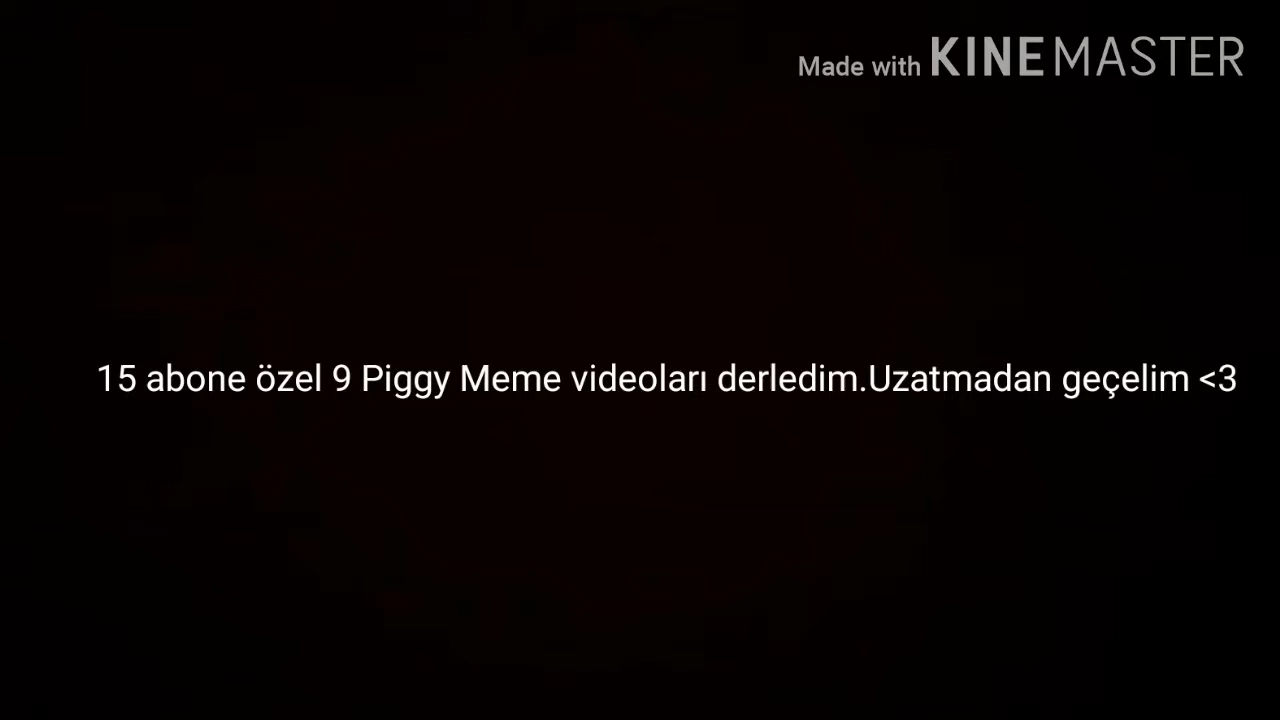 Made with KINEMASTER
15 abone özel 9 Piggy Meme videoları derledim.Uzatmadan geçelim <3